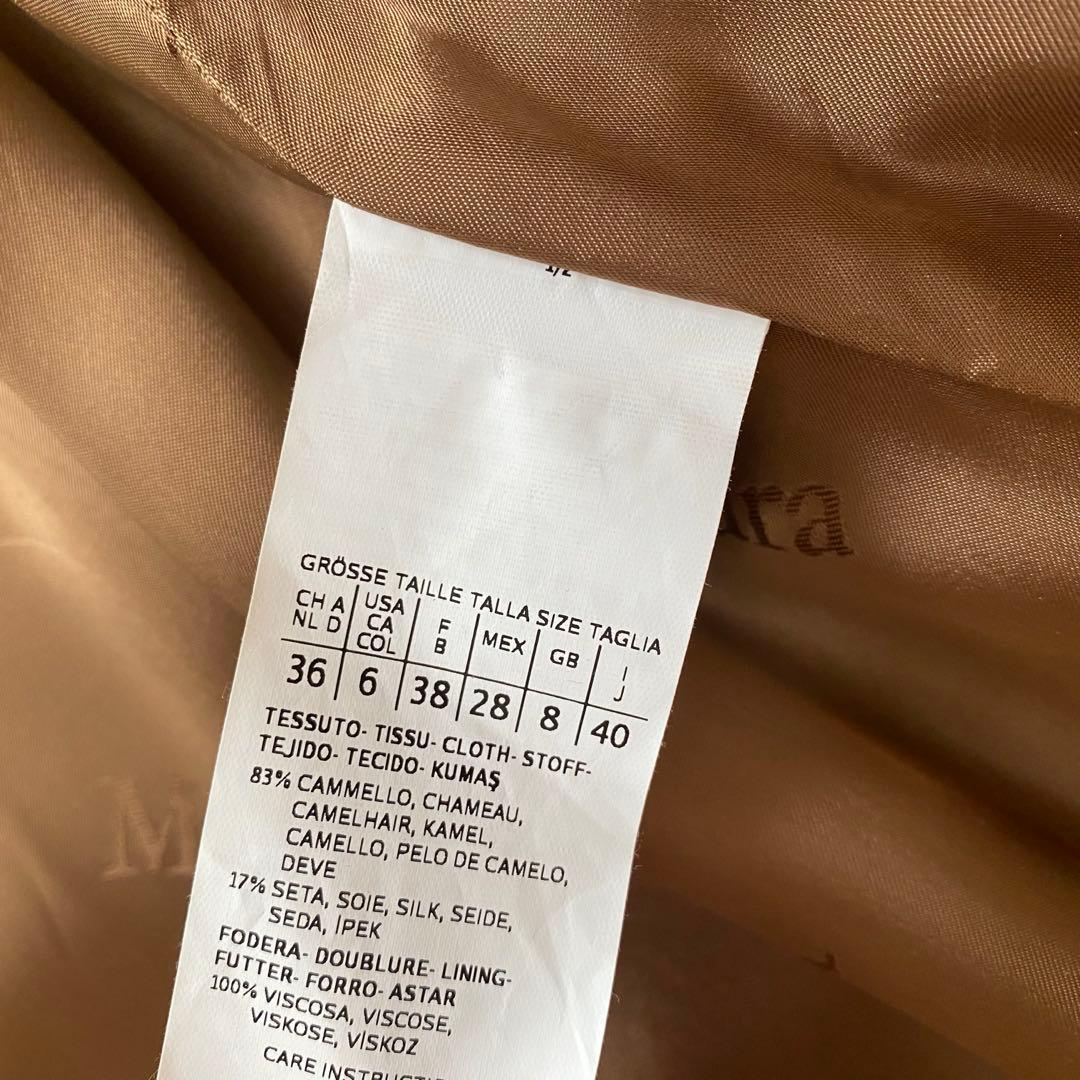 1/2
ara
M
GRÖSSE TAILLE TALLA SIZE TAGLIA
CH A NL D | USA CA COL | F B | MEX | GB | I J
36 | 6 | 38 | 28 | 8 | 40
TESSUTO- TISSU- CLOTH- STOFF-
TEJIDO- TECIDO- KUMAŞ
83% CAMMELLO, CHAMEAU,
CAMELHAIR, KAMEL,
CAMELLO, PELO DE CAMELO,
DEVE
17% SETA, SOIE, SILK, SEIDE,
SEDA, İPEK
FODERA- DOUBLURE- LINING-
FUTTER- FORRO- ASTAR
100% VISCOSA, VISCOSE,
VISKOSE, VİSKOZ
CARE